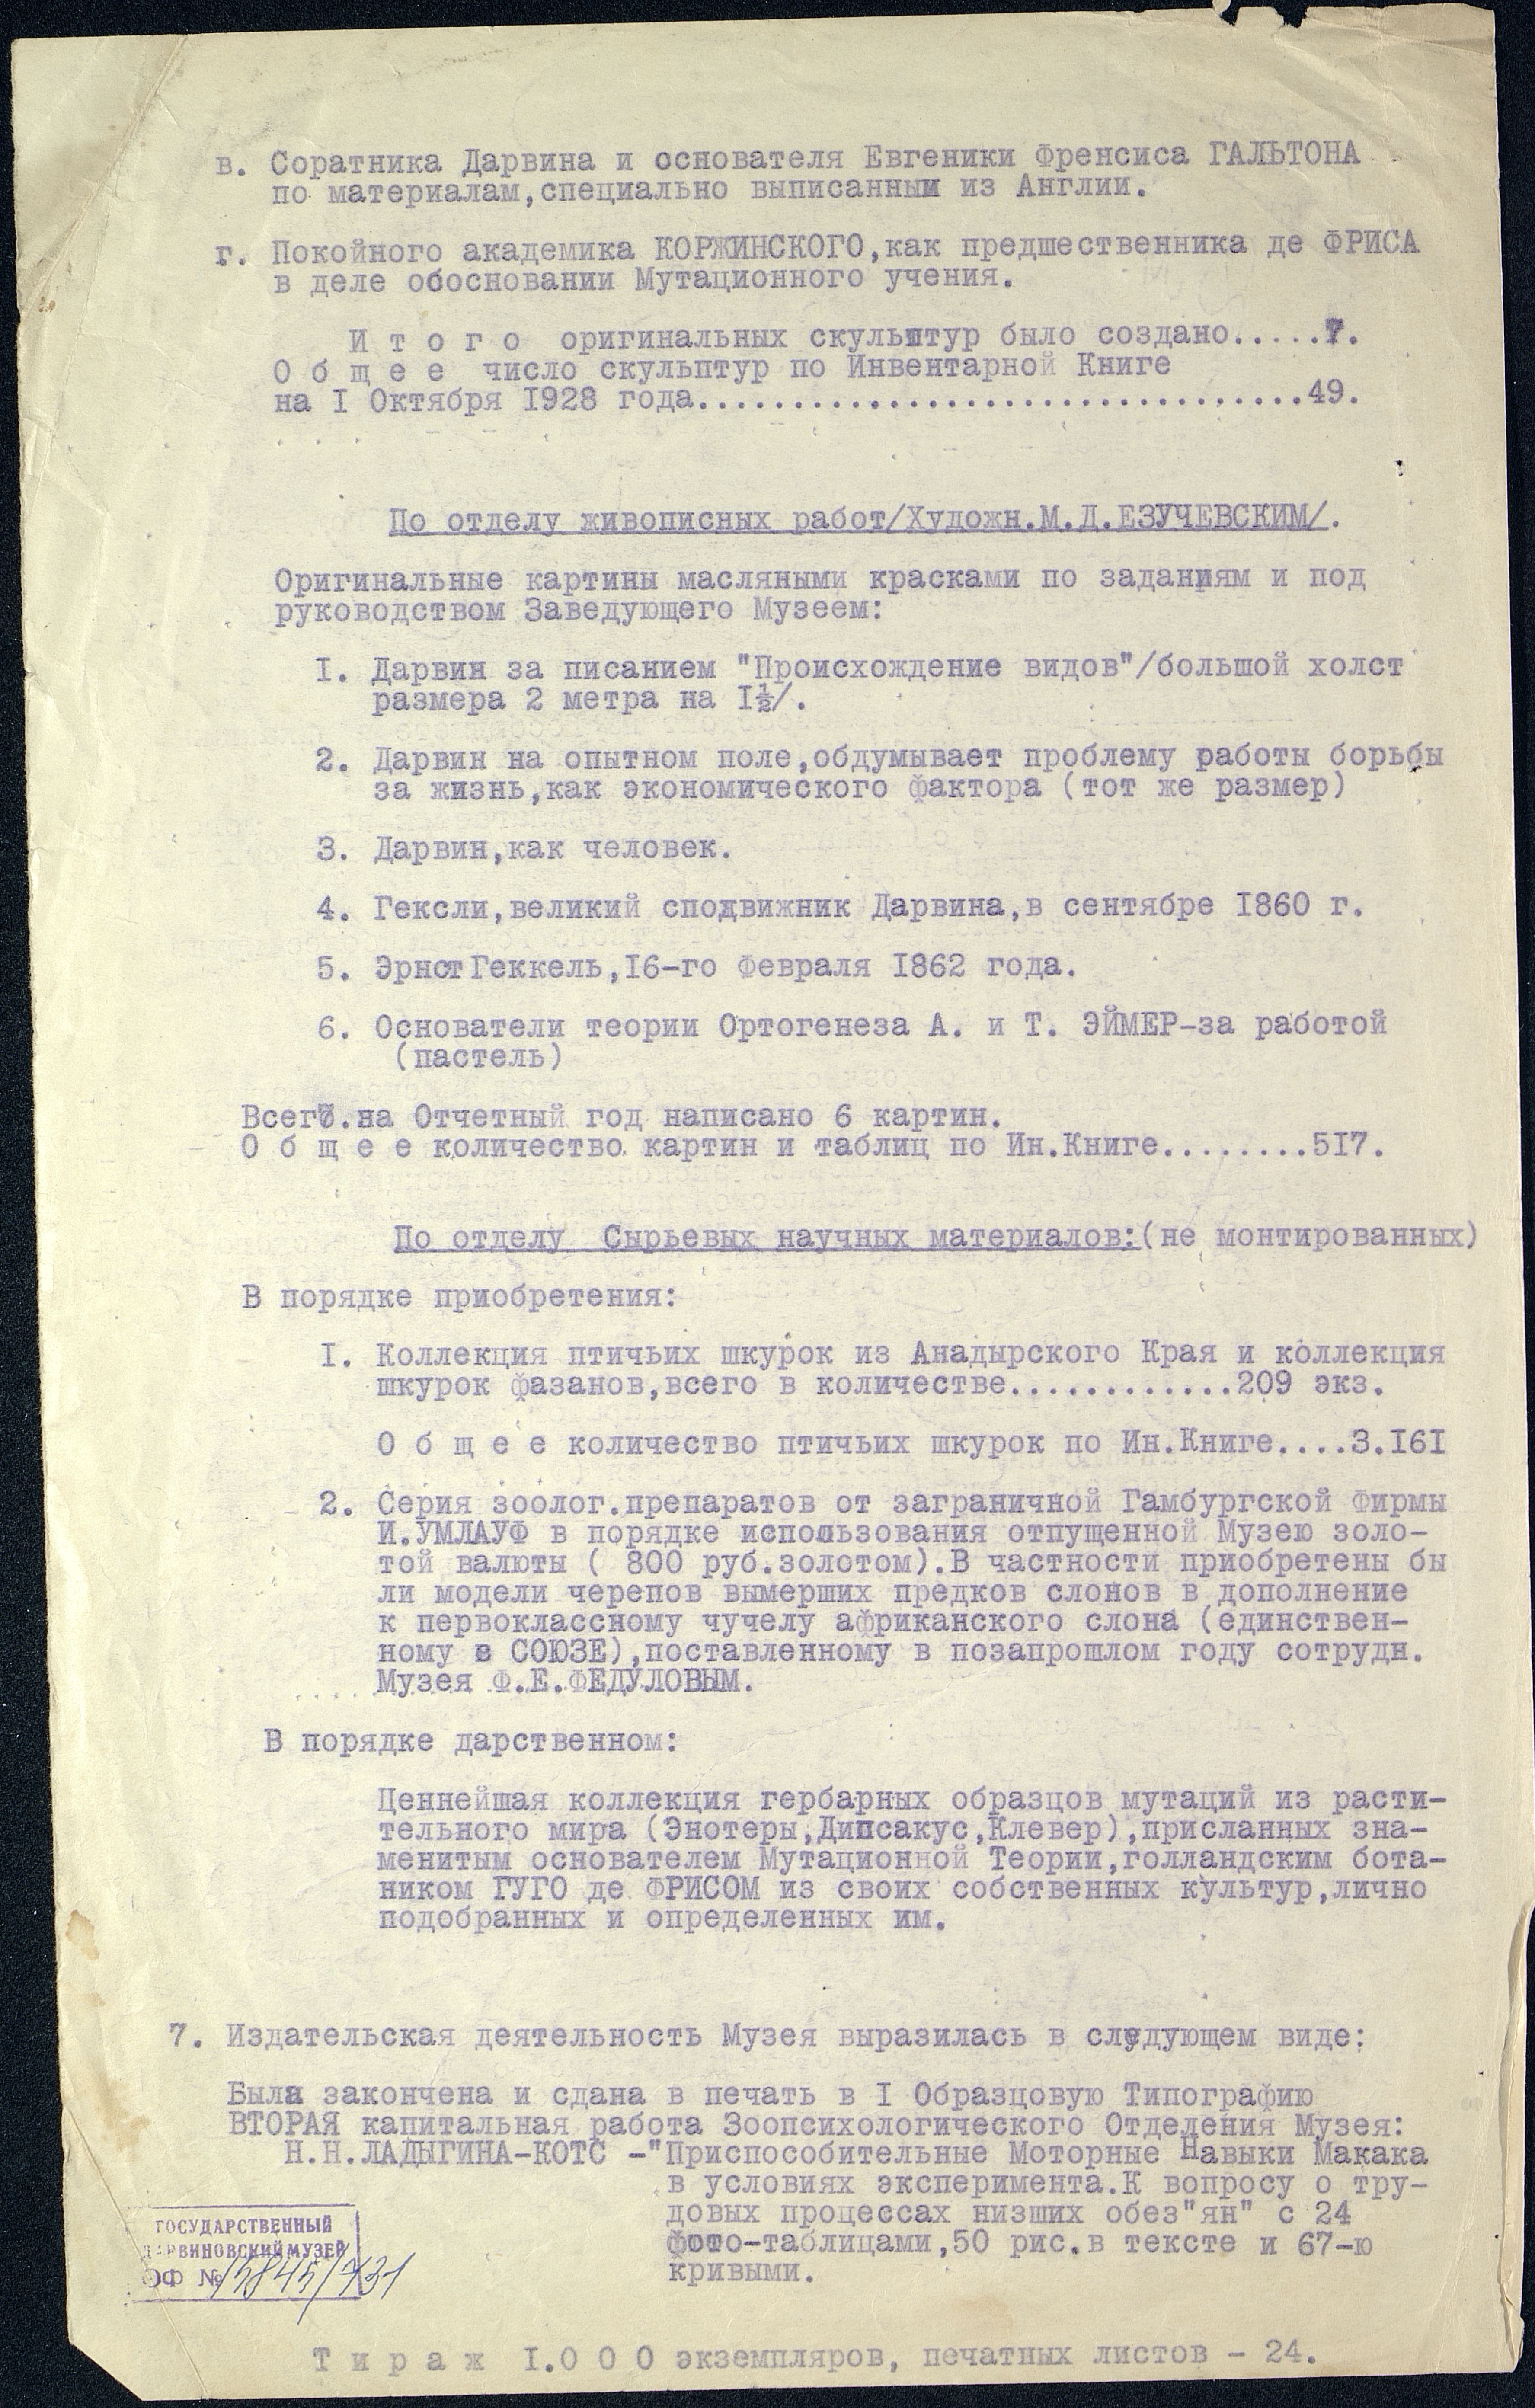 в. Соратника Дарвина и основателя Евгеники Френсиса ГАЛЬТОНА
по материалам,специально выписанным из Англии.
г. Покойного академика КОРЖИНСКОГО,как предшественника де ФРИСА
в деле обосновании Мутационного учения.
И т о г о оригинальных скульптур было создано.....7.
О б щ е е число скульптур по Инвентарной Книге
на I Октября I928 года......................................49.
По отделу живописных работ/Художн.М.Д.ЕЗУЧЕВСКИМ/.
Оригинальные картины масляными красками по заданиям и под
руководством Заведующего Музеем:
I. Дарвин за писанием "Происхождение видов"/большой холст
размера 2 метра на I½/.
2. Дарвин на опытном поле,обдумывает проблему работы борьбы
за жизнь,как экономического фактора (тот же размер)
3. Дарвин,как человек.
4. Гексли,великий сподвижник Дарвина,в сентябре I860 г.
5. Эрнст Геккель,I6-го Февраля I862 года.
6. Основатели теории Ортогенеза А. и Т. ЭЙМЕР-за работой
(пастель)
на Отчетный год написано 6 картин.
О б щ е е количество картин и таблиц по Ин.Книге........5I7.
По отделу Сырьевых научных материалов:(не монтированных)
В порядке приобретения:
I. Коллекция птичьих шкурок из Анадырского Края и коллекция
шкурок фазанов,всего в количестве............209 экз.
О б щ е е количество птичьих шкурок по Ин.Книге....3.I6I
2. Серия зоолог.препаратов от заграничной Гамбургской Фирмы
И.УМЛАУФ в порядке использования отпущенной Музею золо-
той валюты ( 800 руб.золотом).В частности приобретены бы
ли модели черепов вымерших предков слонов в дополнение
к первоклассному чучелу африканского слона (единствен-
ному в СОЮЗЕ),поставленному в позапрошлом году сотрудн.
Музея Ф.Е.ФЕДУЛОВЫМ.
В порядке дарственном:
Ценнейшая коллекция гербарных образцов мутаций из расти-
тельного мира (Энотеры,Дипсакус,Клевер),присланных зна-
менитым основателем Мутационной Теории,голландским бота-
ником ГУГО де ФРИСОМ из своих собственных культур,лично
подобранных и определенных им.
7. Издательская деятельность Музея выразилась в следующем виде:
Была закончена и сдана в печать в I Образцовую Типографию
ВТОРАЯ капитальная работа Зоопсихологического Отделения Музея:
Н.Н.ЛАДЫГИНА-КОТС -"Приспособительные Моторные Навыки Макака
в условиях эксперимента.К вопросу о тру-
довых процессах низших обез"ян" с 24
фото-таблицами,50 рис.в тексте и 67-ю
кривыми.
ГОСУДАРСТВЕННЫЙ
ДАРВИНОВСКИЙ МУЗЕЙ
ОФ №
Т и р а ж I.0 0 0 экземпляров, печатных листов - 24.